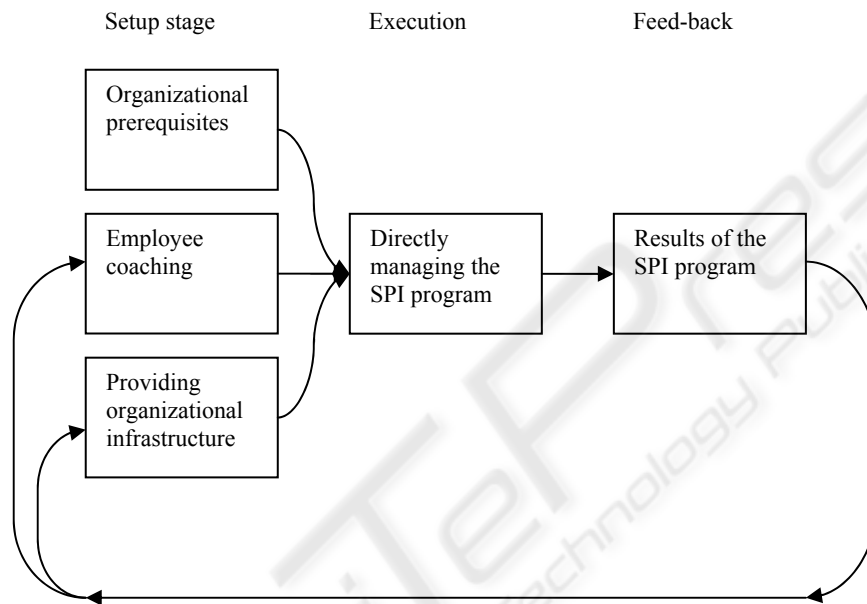 Setup stage
Execution
Feed-back
Organizational
prerequisites
Employee
coaching
Directly
managing the
SPI program
Results of the
SPI program
Providing
organizational
infrastructure